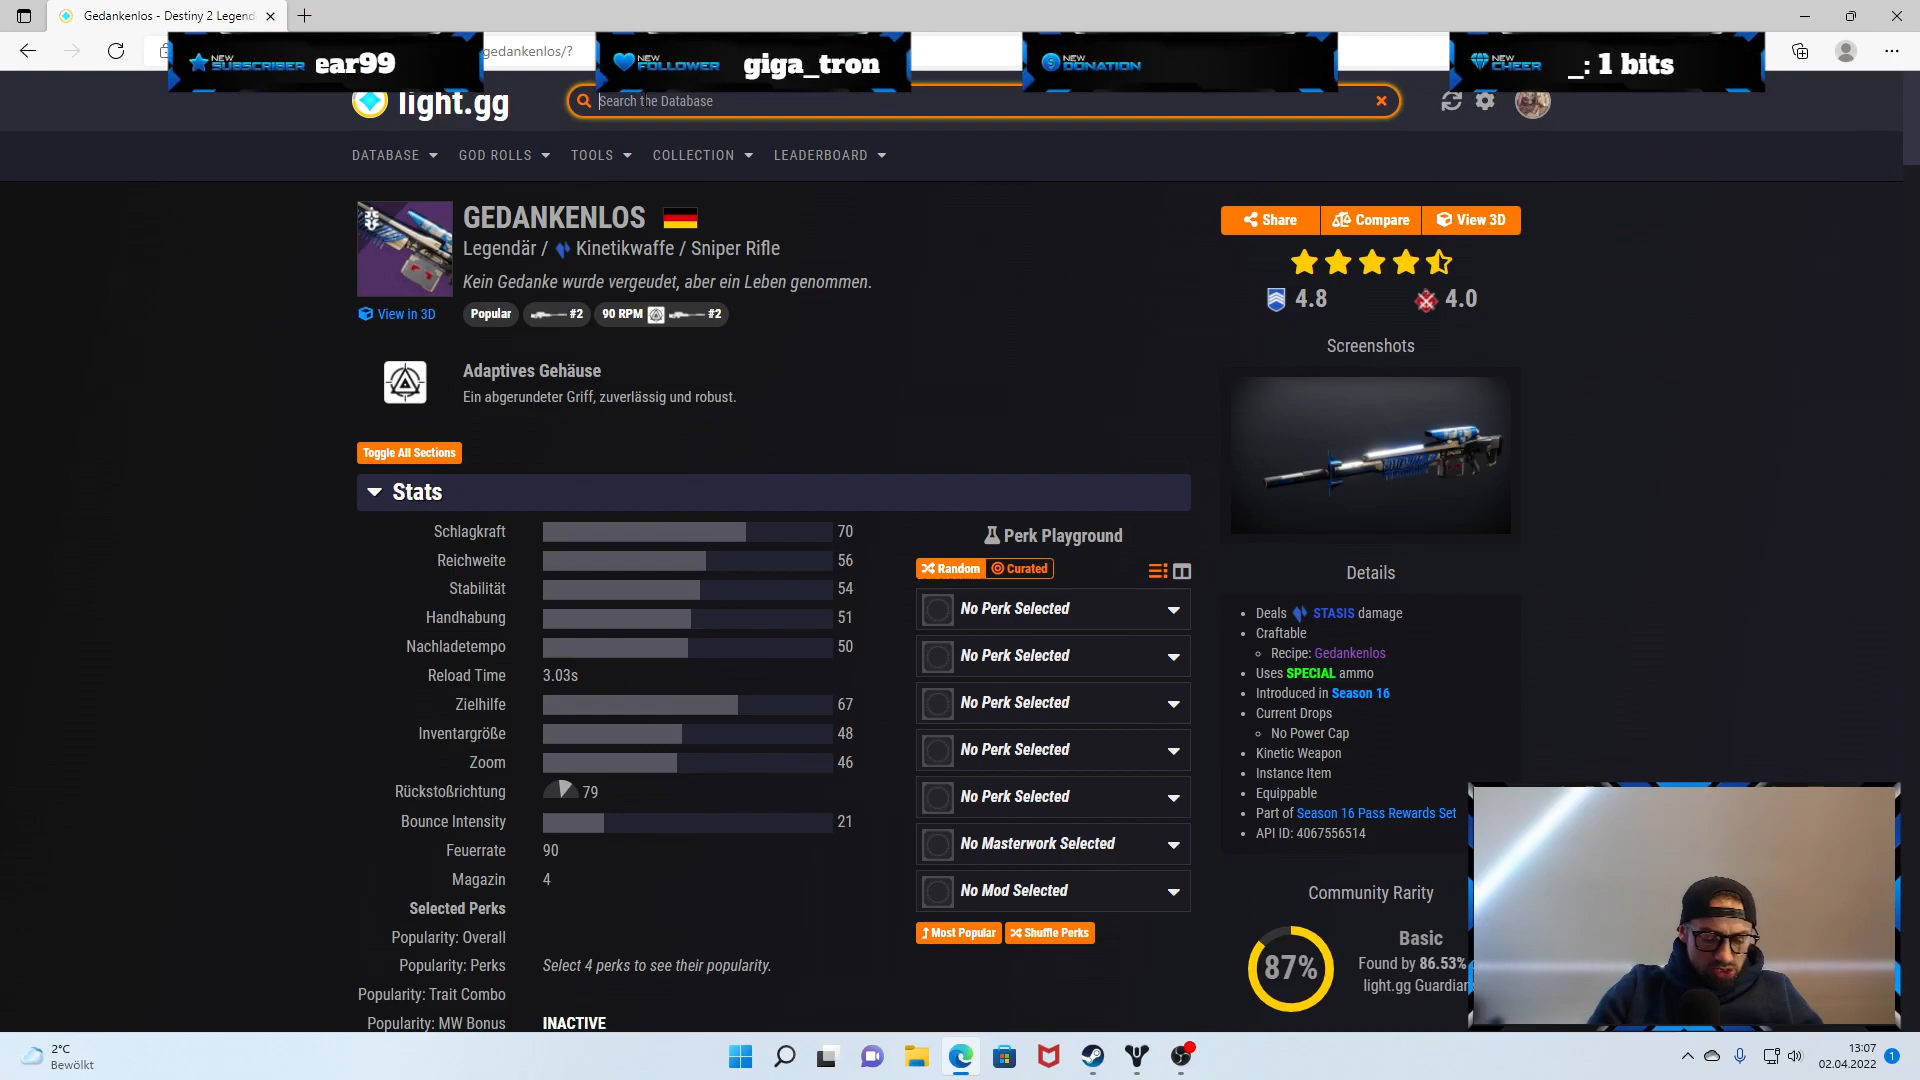 Gedankenlos - Destiny 2 Legend
gedankenlos/?
NEW SUBSCRIBER ear99
NEW FOLLOWER giga_tron
NEW DONATION
NEW CHEER _: 1 bits
light.gg
Search the Database
DATABASE
GOD ROLLS
TOOLS
COLLECTION
LEADERBOARD
GEDANKENLOS
Legendär / Kinetikwaffe / Sniper Rifle
Kein Gedanke wurde vergeudet, aber ein Leben genommen.
View in 3D
Popular
#2
90 RPM #2
Adaptives Gehäuse
Ein abgerundeter Griff, zuverlässig und robust.
Toggle All Sections
Stats
Schlagkraft 70
Reichweite 56
Stabilität 54
Handhabung 51
Nachladetempo 50
Reload Time 3.03s
Zielhilfe 67
Inventargröße 48
Zoom 46
Rückstoßrichtung 79
Bounce Intensity 21
Feuerrate 90
Magazin 4
Selected Perks
Popularity: Overall
Popularity: Perks Select 4 perks to see their popularity.
Popularity: Trait Combo
Popularity: MW Bonus INACTIVE
Perk Playground
Random Curated
No Perk Selected
No Perk Selected
No Perk Selected
No Perk Selected
No Perk Selected
No Masterwork Selected
No Mod Selected
Most Popular Shuffle Perks
Share Compare View 3D
4.8 4.0
Screenshots
Details
Deals STASIS damage
Craftable
Recipe: Gedankenlos
Uses SPECIAL ammo
Introduced in Season 16
Current Drops
No Power Cap
Kinetic Weapon
Instance Item
Equippable
Part of Season 16 Pass Rewards Set
API ID: 4067556514
Community Rarity
87%
Basic
Found by 86.53%
light.gg Guardian
2°C
Bewölkt
13:07
02.04.2022
1